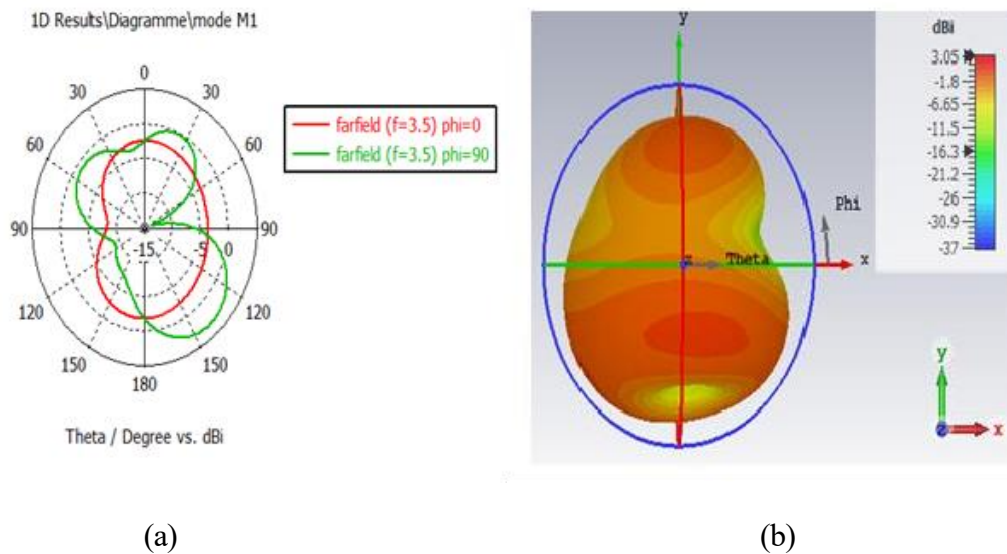 1D Results\Diagramme\mode M1
0
30 30
60 60
90 90
-15 -5 0
120 120
150 150
180
Theta / Degree vs. dBi
farfield (f=3.5) phi=0
farfield (f=3.5) phi=90
(a)
y
Phi
z Theta x
dBi
3.05
-1.8
-6.65
-11.5
-16.3
-21.2
-26
-30.9
-37
y
z x
(b)